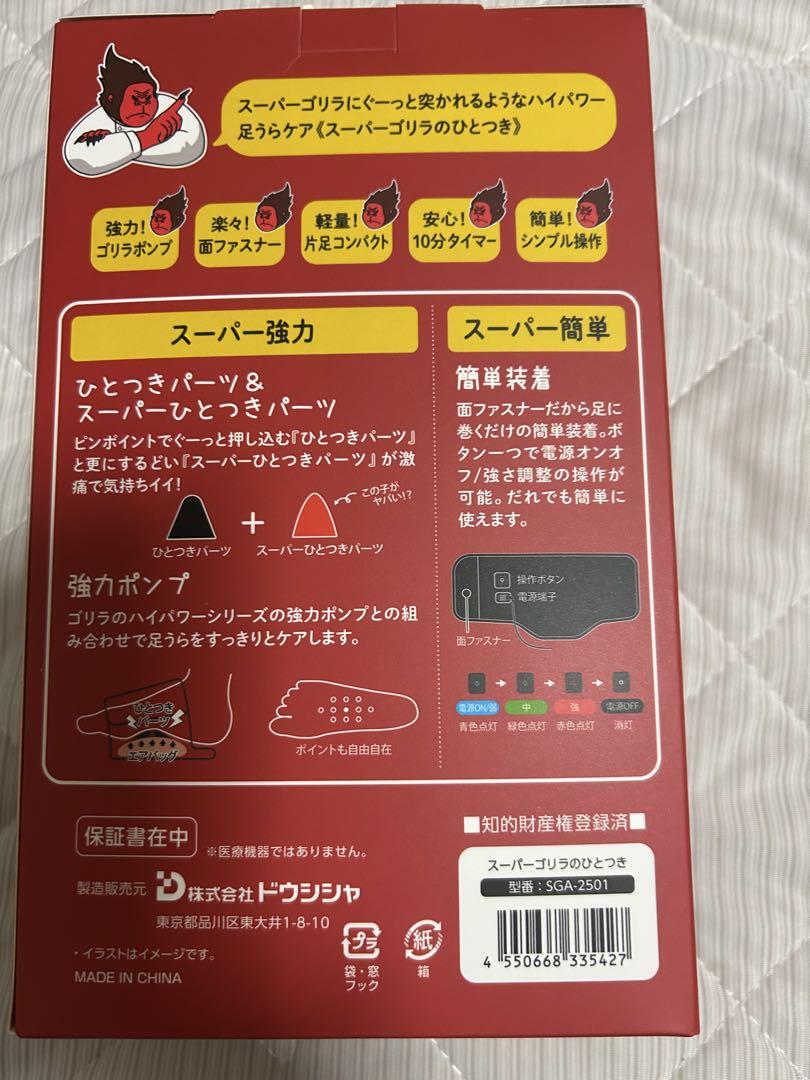 スーパーゴリラにぐーっと突かれるようなハイパワー
足うらケア《スーパーゴリラのひとつき》
強力!
ゴリラポンプ
楽々!
面ファスナー
軽量!
片足コンパクト
安心!
10分タイマー
簡単!
シンプル操作
スーパー強力
ひとつきパーツ&
スーパーひとつきパーツ
ピンポイントでぐーっと押し込む『ひとつきパーツ』
と更にするどい『スーパーひとつきパーツ』が激
痛で気持ちイイ!
この子が
ヤバい!?
+
ひとつきパーツ
スーパーひとつきパーツ
強力ポンプ
ゴリラのハイパワーシリーズの強力ポンプとの組
み合わせで足うらをすっきりとケアします。
ひとつき
パーツ
エアバッグ
ポイントも自由自在
スーパー簡単
簡単装着
面ファスナーだから足に
巻くだけの簡単装着。ボ
タン一つで電源オンオ
フ/強さ調整の操作が
可能。だれでも簡単に
使えます。
操作ボタン
電源端子
面ファスナー
電源ON/弱
中
強
電源OFF
青色点灯
緑色点灯
赤色点灯
消灯
保証書在中
※医療機器ではありません。
製造販売元
株式会社ドウシシャ
東京都品川区東大井1-8-10
・イラストはイメージです。
MADE IN CHINA
プラ
袋・窓
フック
紙
箱
■知的財産権登録済■
スーパーゴリラのひとつき
型番:SGA-2501
4 550668 335427